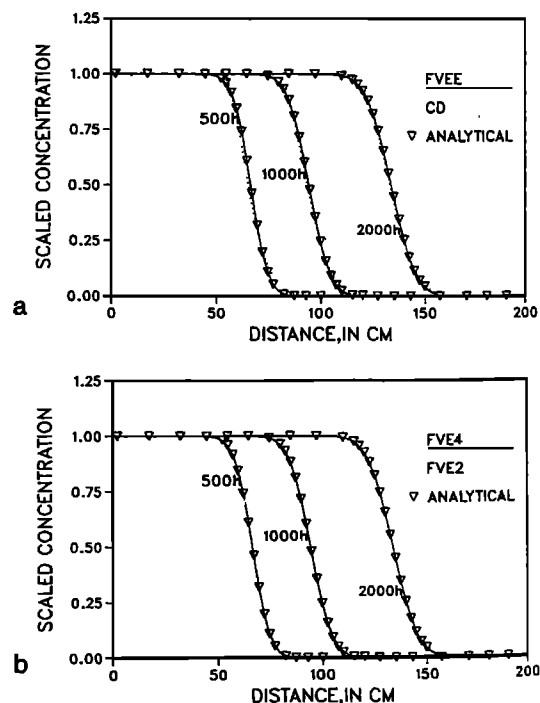 1.25
1.00
0.75
0.50
0.25
0.00
SCALED CONCENTRATION
500h
1000h
2000h
FVEE
CD
▽ ANALYTICAL
0
50
100
150
200
DISTANCE,IN CM
a
1.25
1.00
0.75
0.50
0.25
0.00
SCALED CONCENTRATION
500h
1000h
2000h
FVE4
FVE2
▽ ANALYTICAL
0
50
100
150
200
DISTANCE,IN CM
b